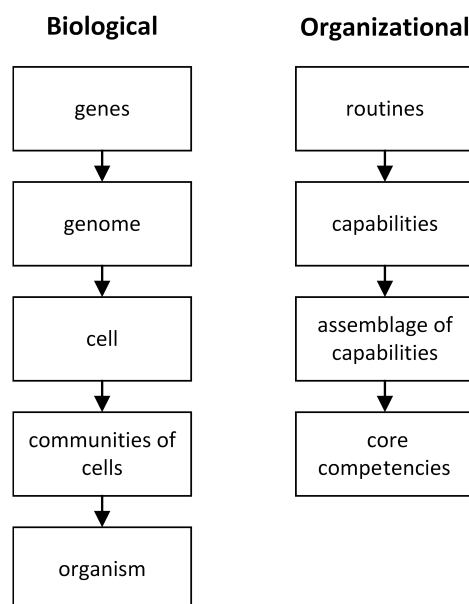 Biological
genes
genome
cell
communities of
cells
organism
Organizational
routines
capabilities
assemblage of
capabilities
core
competencies